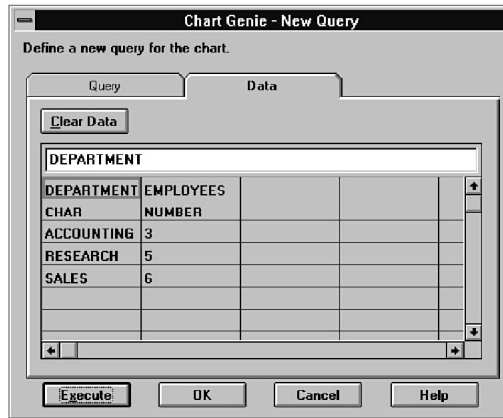 Chart Genie - New Query
Define a new query for the chart.
Query Data
Clear Data
DEPARTMENT
DEPARTMENT EMPLOYEES
CHAR NUMBER
ACCOUNTING 3
RESEARCH 5
SALES 6
Execute OK Cancel Help